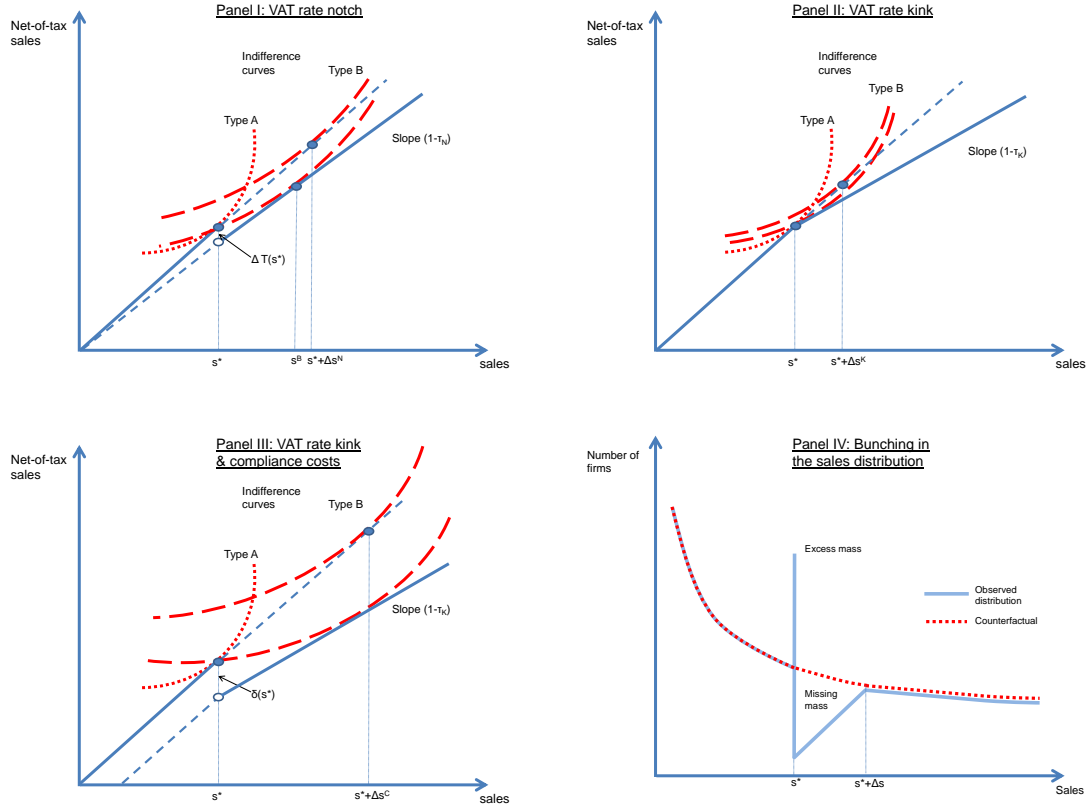 Panel I: VAT rate notch
Net-of-tax
sales
Indifference
curves
Type B
Type A
Slope (1-τN)
Δ T(s*)
s*
sᴮ
s*+Δsᴺ
sales
Panel II: VAT rate kink
Net-of-tax
sales
Indifference
curves
Type B
Type A
Slope (1-τK)
s*
s*+Δsᴷ
sales
Panel III: VAT rate kink
& compliance costs
Net-of-tax
sales
Indifference
curves
Type B
Type A
Slope (1-τK)
δ(s*)
s*
s*+Δsᶜ
sales
Panel IV: Bunching in
the sales distribution
Number of
firms
Excess mass
Observed
distribution
Counterfactual
Missing
mass
s*
s*+Δs
Sales